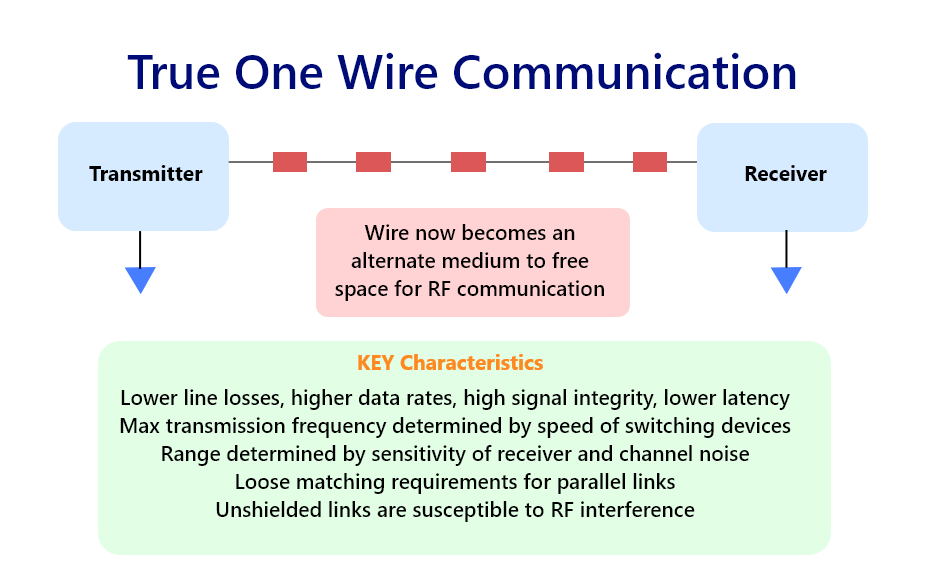 True One Wire Communication
Transmitter
Receiver
Wire now becomes an
alternate medium to free
space for RF communication
KEY Characteristics
Lower line losses, higher data rates, high signal integrity, lower latency
Max transmission frequency determined by speed of switching devices
Range determined by sensitivity of receiver and channel noise
Loose matching requirements for parallel links
Unshielded links are susceptible to RF interference